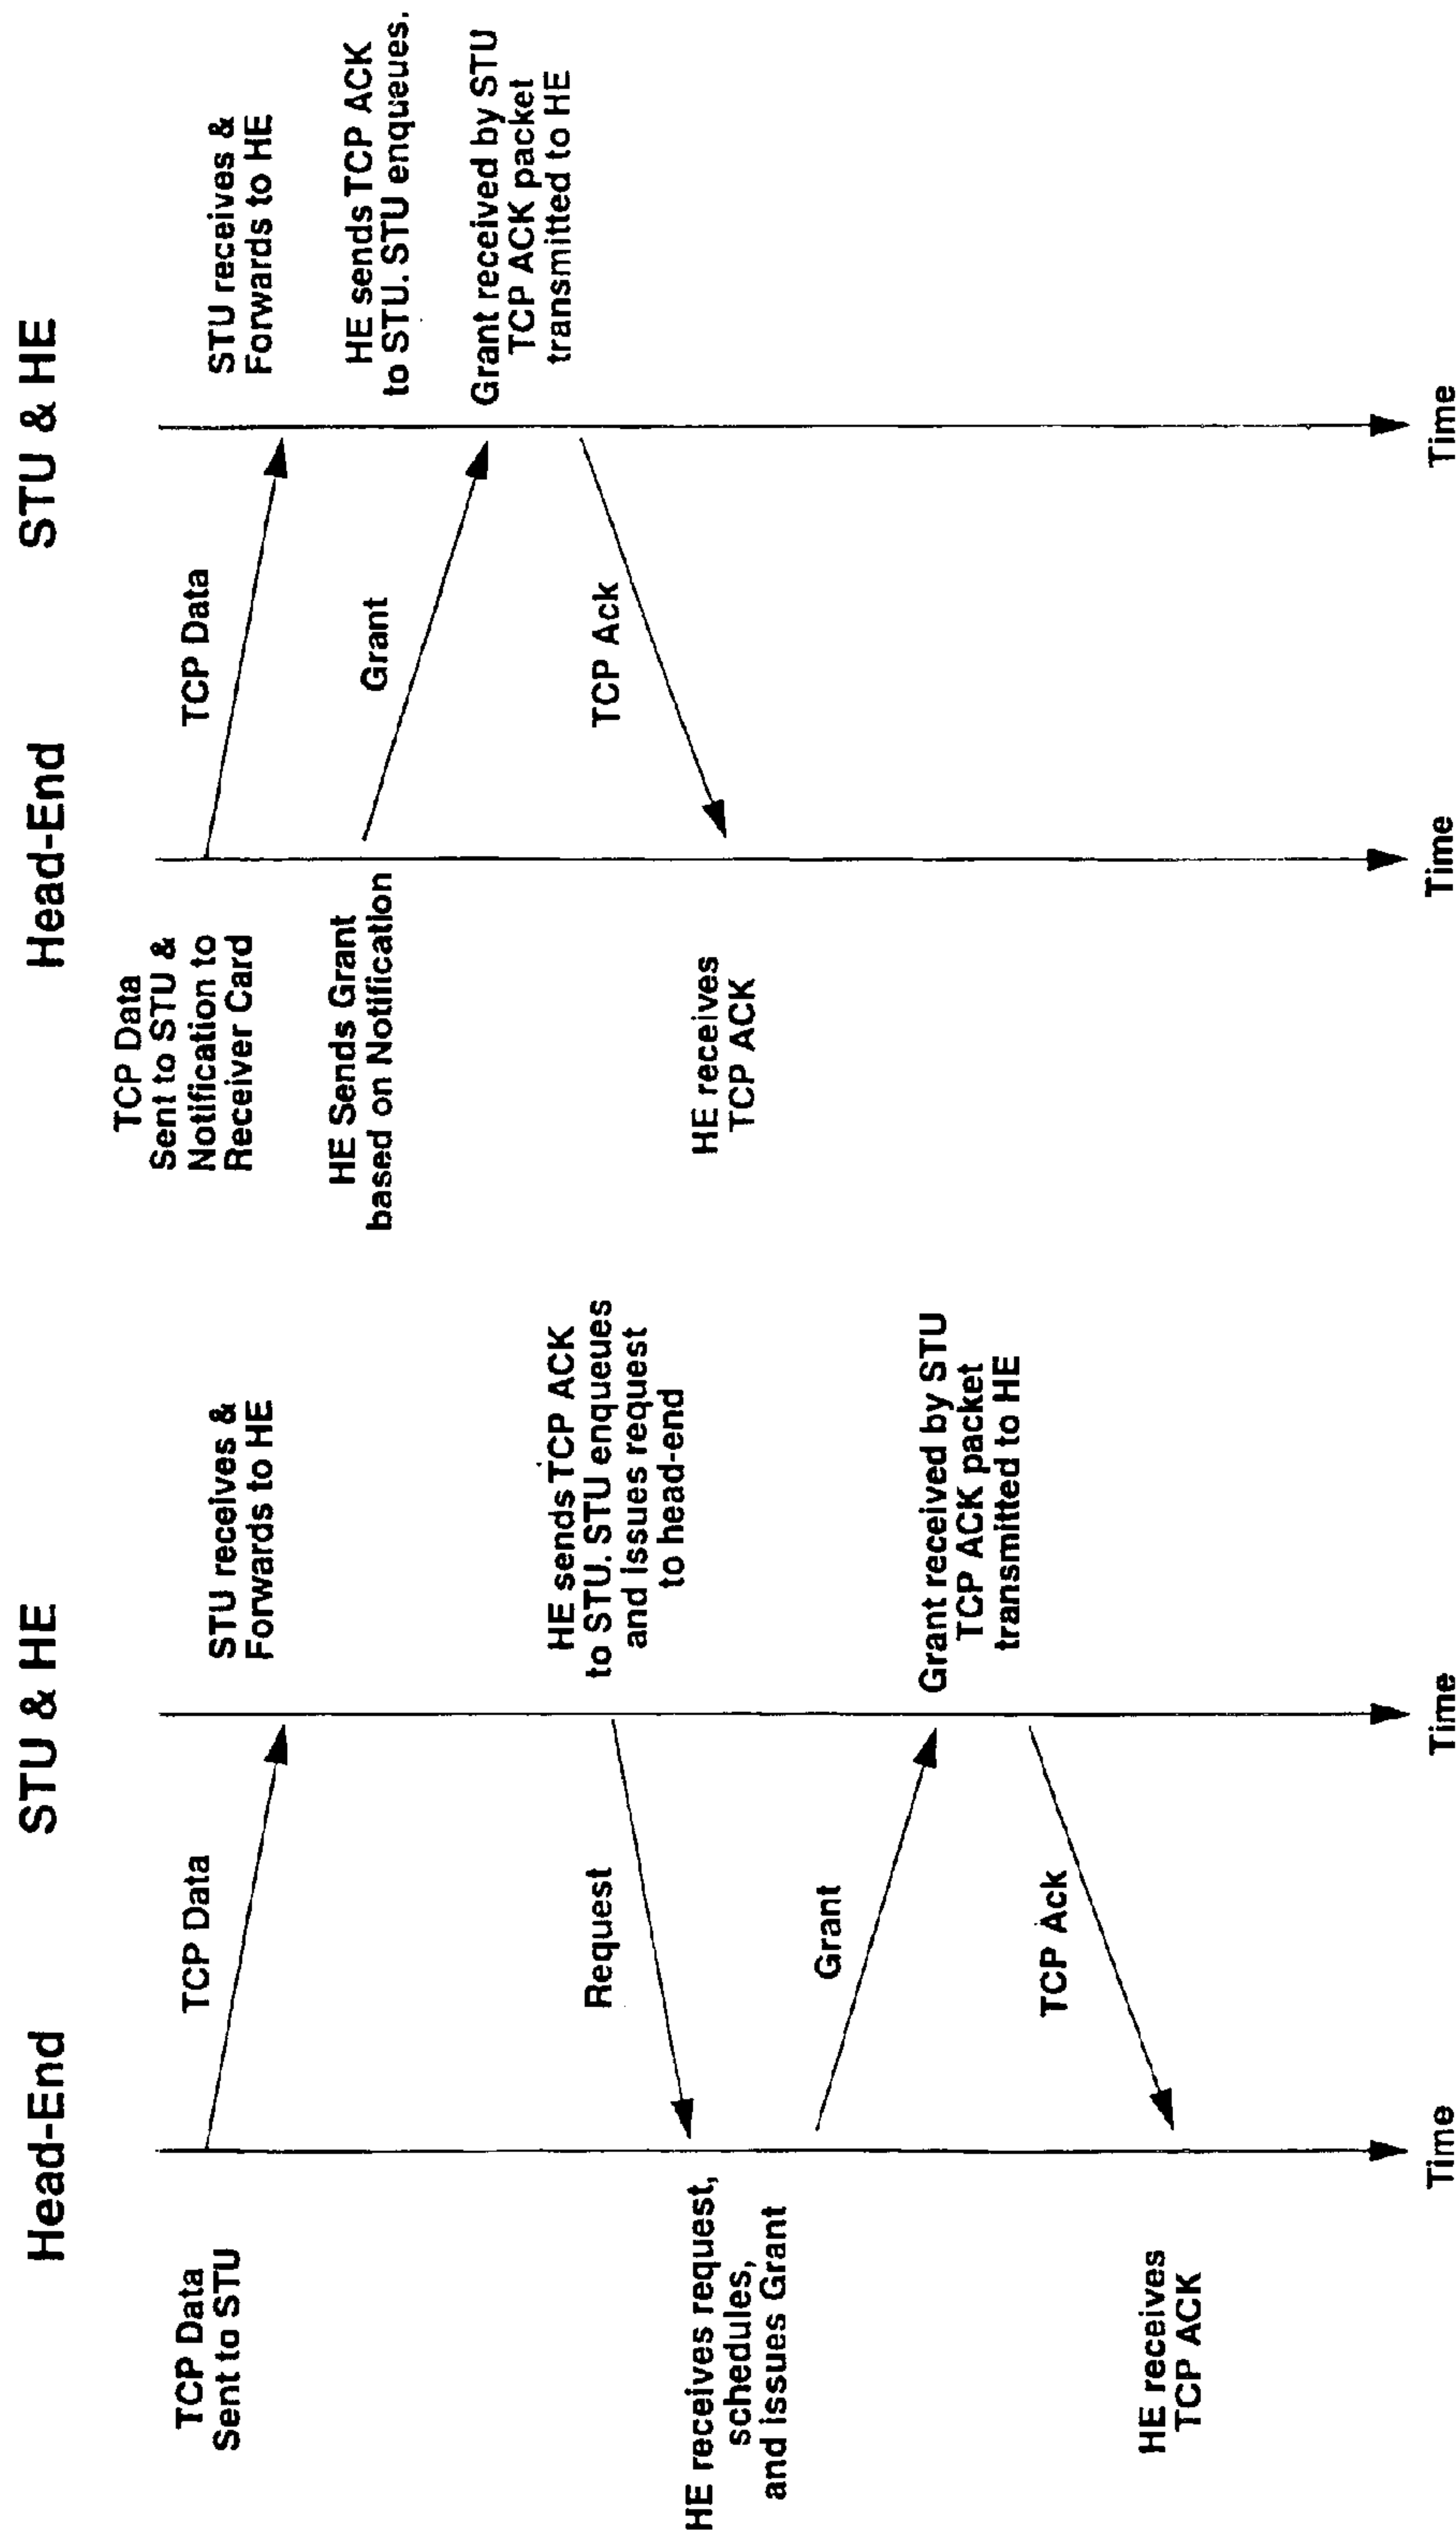 Head-End
STU & HE
TCP Data
Sent to STU
TCP Data
STU receives &
Forwards to HE
HE sends TCP ACK
to STU. STU enqueues
and issues request
to head-end
Request
HE receives request,
schedules,
and issues Grant
Grant
Grant received by STU
TCP ACK packet
transmitted to HE
TCP Ack
HE receives
TCP ACK
Time
Time
Head-End
STU & HE
TCP Data
Sent to STU &
Notification to
Receiver Card
TCP Data
STU receives &
Forwards to HE
HE Sends Grant
based on Notification
Grant
HE sends TCP ACK
to STU. STU enqueues.
Grant received by STU
TCP ACK packet
transmitted to HE
TCP Ack
HE receives
TCP ACK
Time
Time